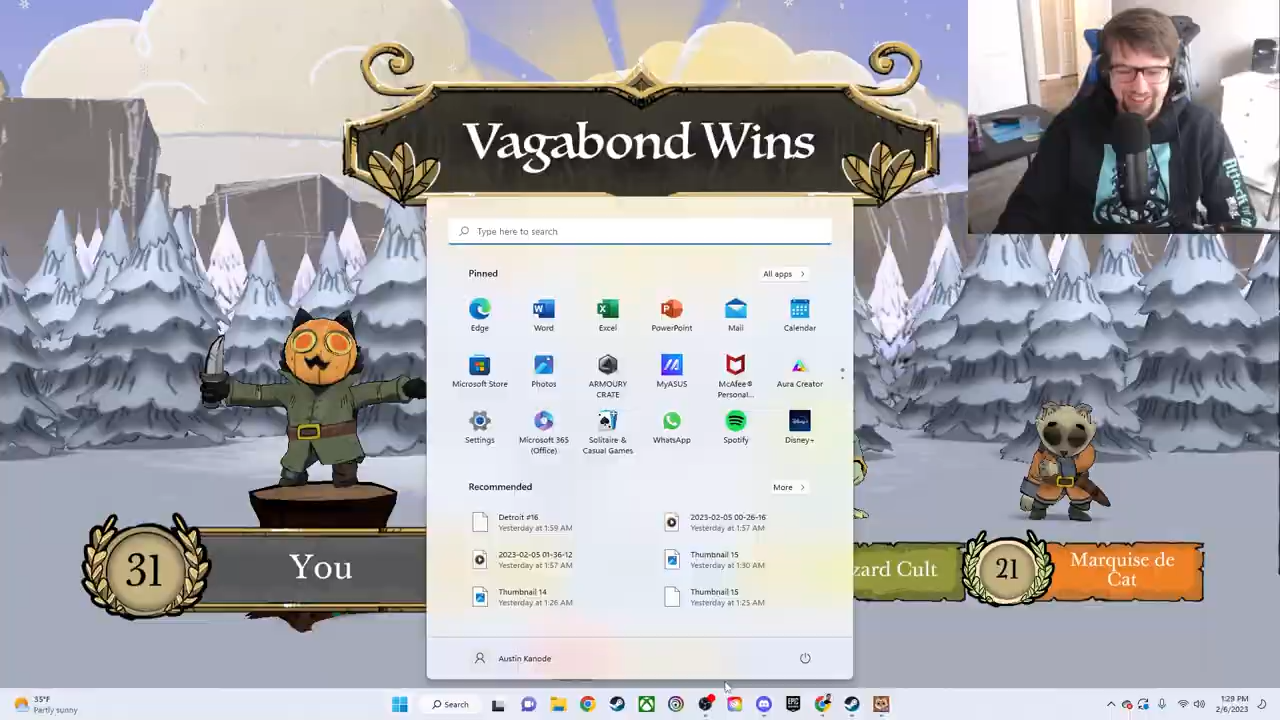 Vagabond Wins
Type here to search
Pinned
All apps
Edge
Word
Excel
PowerPoint
Mail
Calendar
Microsoft Store
Photos
ARMOURY
CRATE
MyASUS
McAfee®
Personal...
Aura Creator
Settings
Microsoft 365
(Office)
Solitaire &
Casual Games
WhatsApp
Spotify
Disney+
Recommended
More
Detroit #16
Yesterday at 1:59 AM
2023-02-05 00-26-16
Yesterday at 1:57 AM
2023-02-05 01-36-12
Yesterday at 1:57 AM
Thumbnail 15
Yesterday at 1:30 AM
Thumbnail 14
Yesterday at 1:26 AM
Thumbnail 15
Yesterday at 1:25 AM
31
You
zard Cult
21
Marquise de
Cat
Austin Kanode
35°F
Partly sunny
Search
1:29 PM
2/6/2023